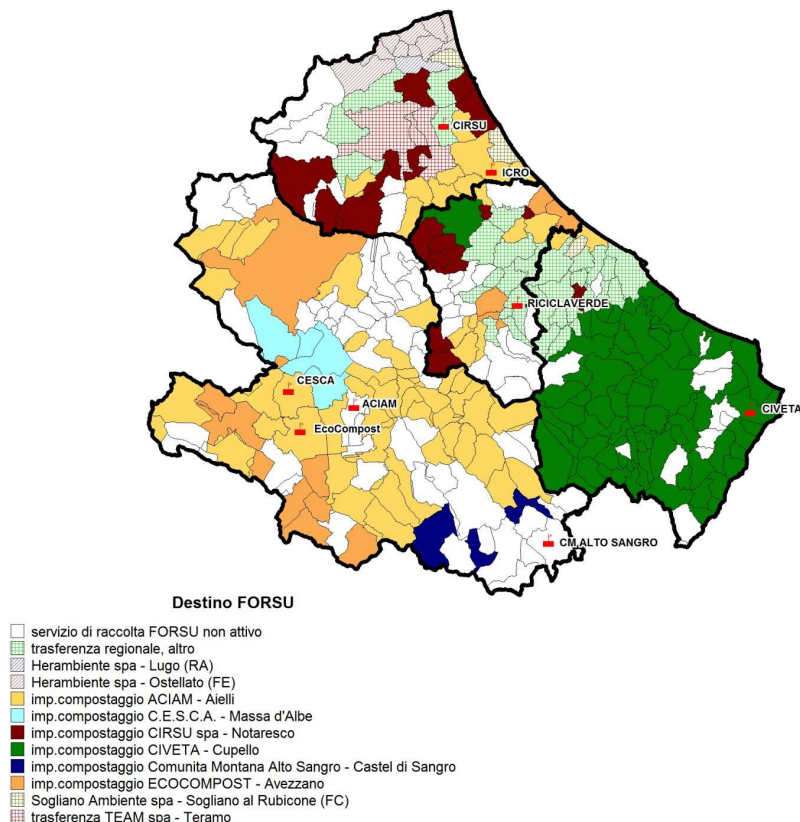 CIRSU
ICRO
RICICLAVERDE
CESCA
ACIAM
CIVETA
EcoCompost
CM ALTO SANGRO
Destino FORSU
servizio di raccolta FORSU non attivo
trasferenza regionale, altro
Herambiente spa - Lugo (RA)
Herambiente spa - Ostellato (FE)
imp.compostaggio ACIAM - Aielli
imp.compostaggio C.E.S.C.A. - Massa d'Albe
imp.compostaggio CIRSU spa - Notaresco
imp.compostaggio CIVETA - Cupello
imp.compostaggio Comunita Montana Alto Sangro - Castel di Sangro
imp.compostaggio ECOCOMPOST - Avezzano
Sogliano Ambiente spa - Sogliano al Rubicone (FC)
trasferenza TEAM spa - Teramo